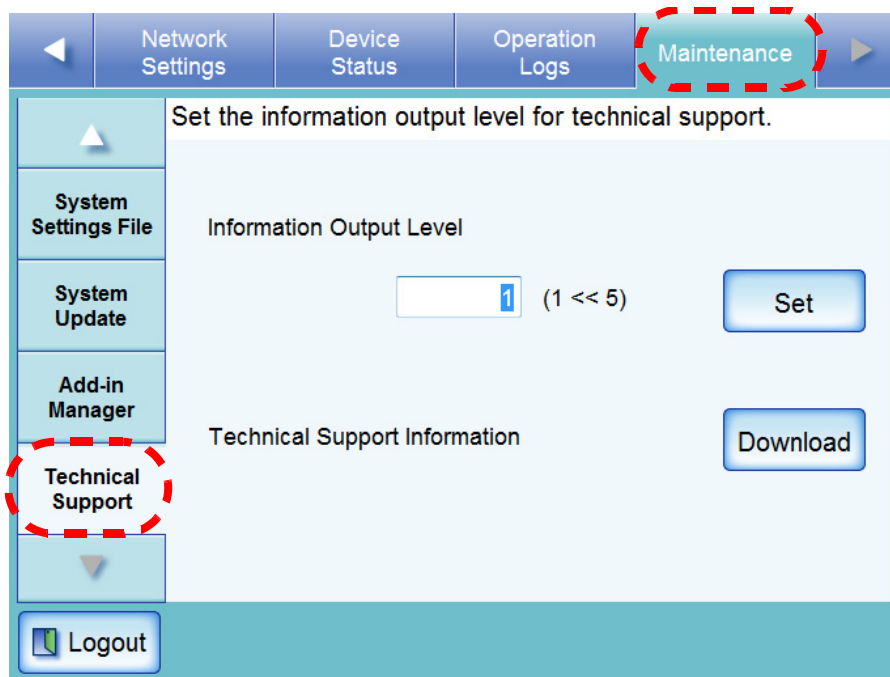 Network
Settings
Device
Status
Operation
Logs
Maintenance
Set the information output level for technical support.
System
Settings File
System
Update
Add-in
Manager
Technical
Support
Information Output Level
1 (1 << 5)
Set
Technical Support Information
Download
Logout